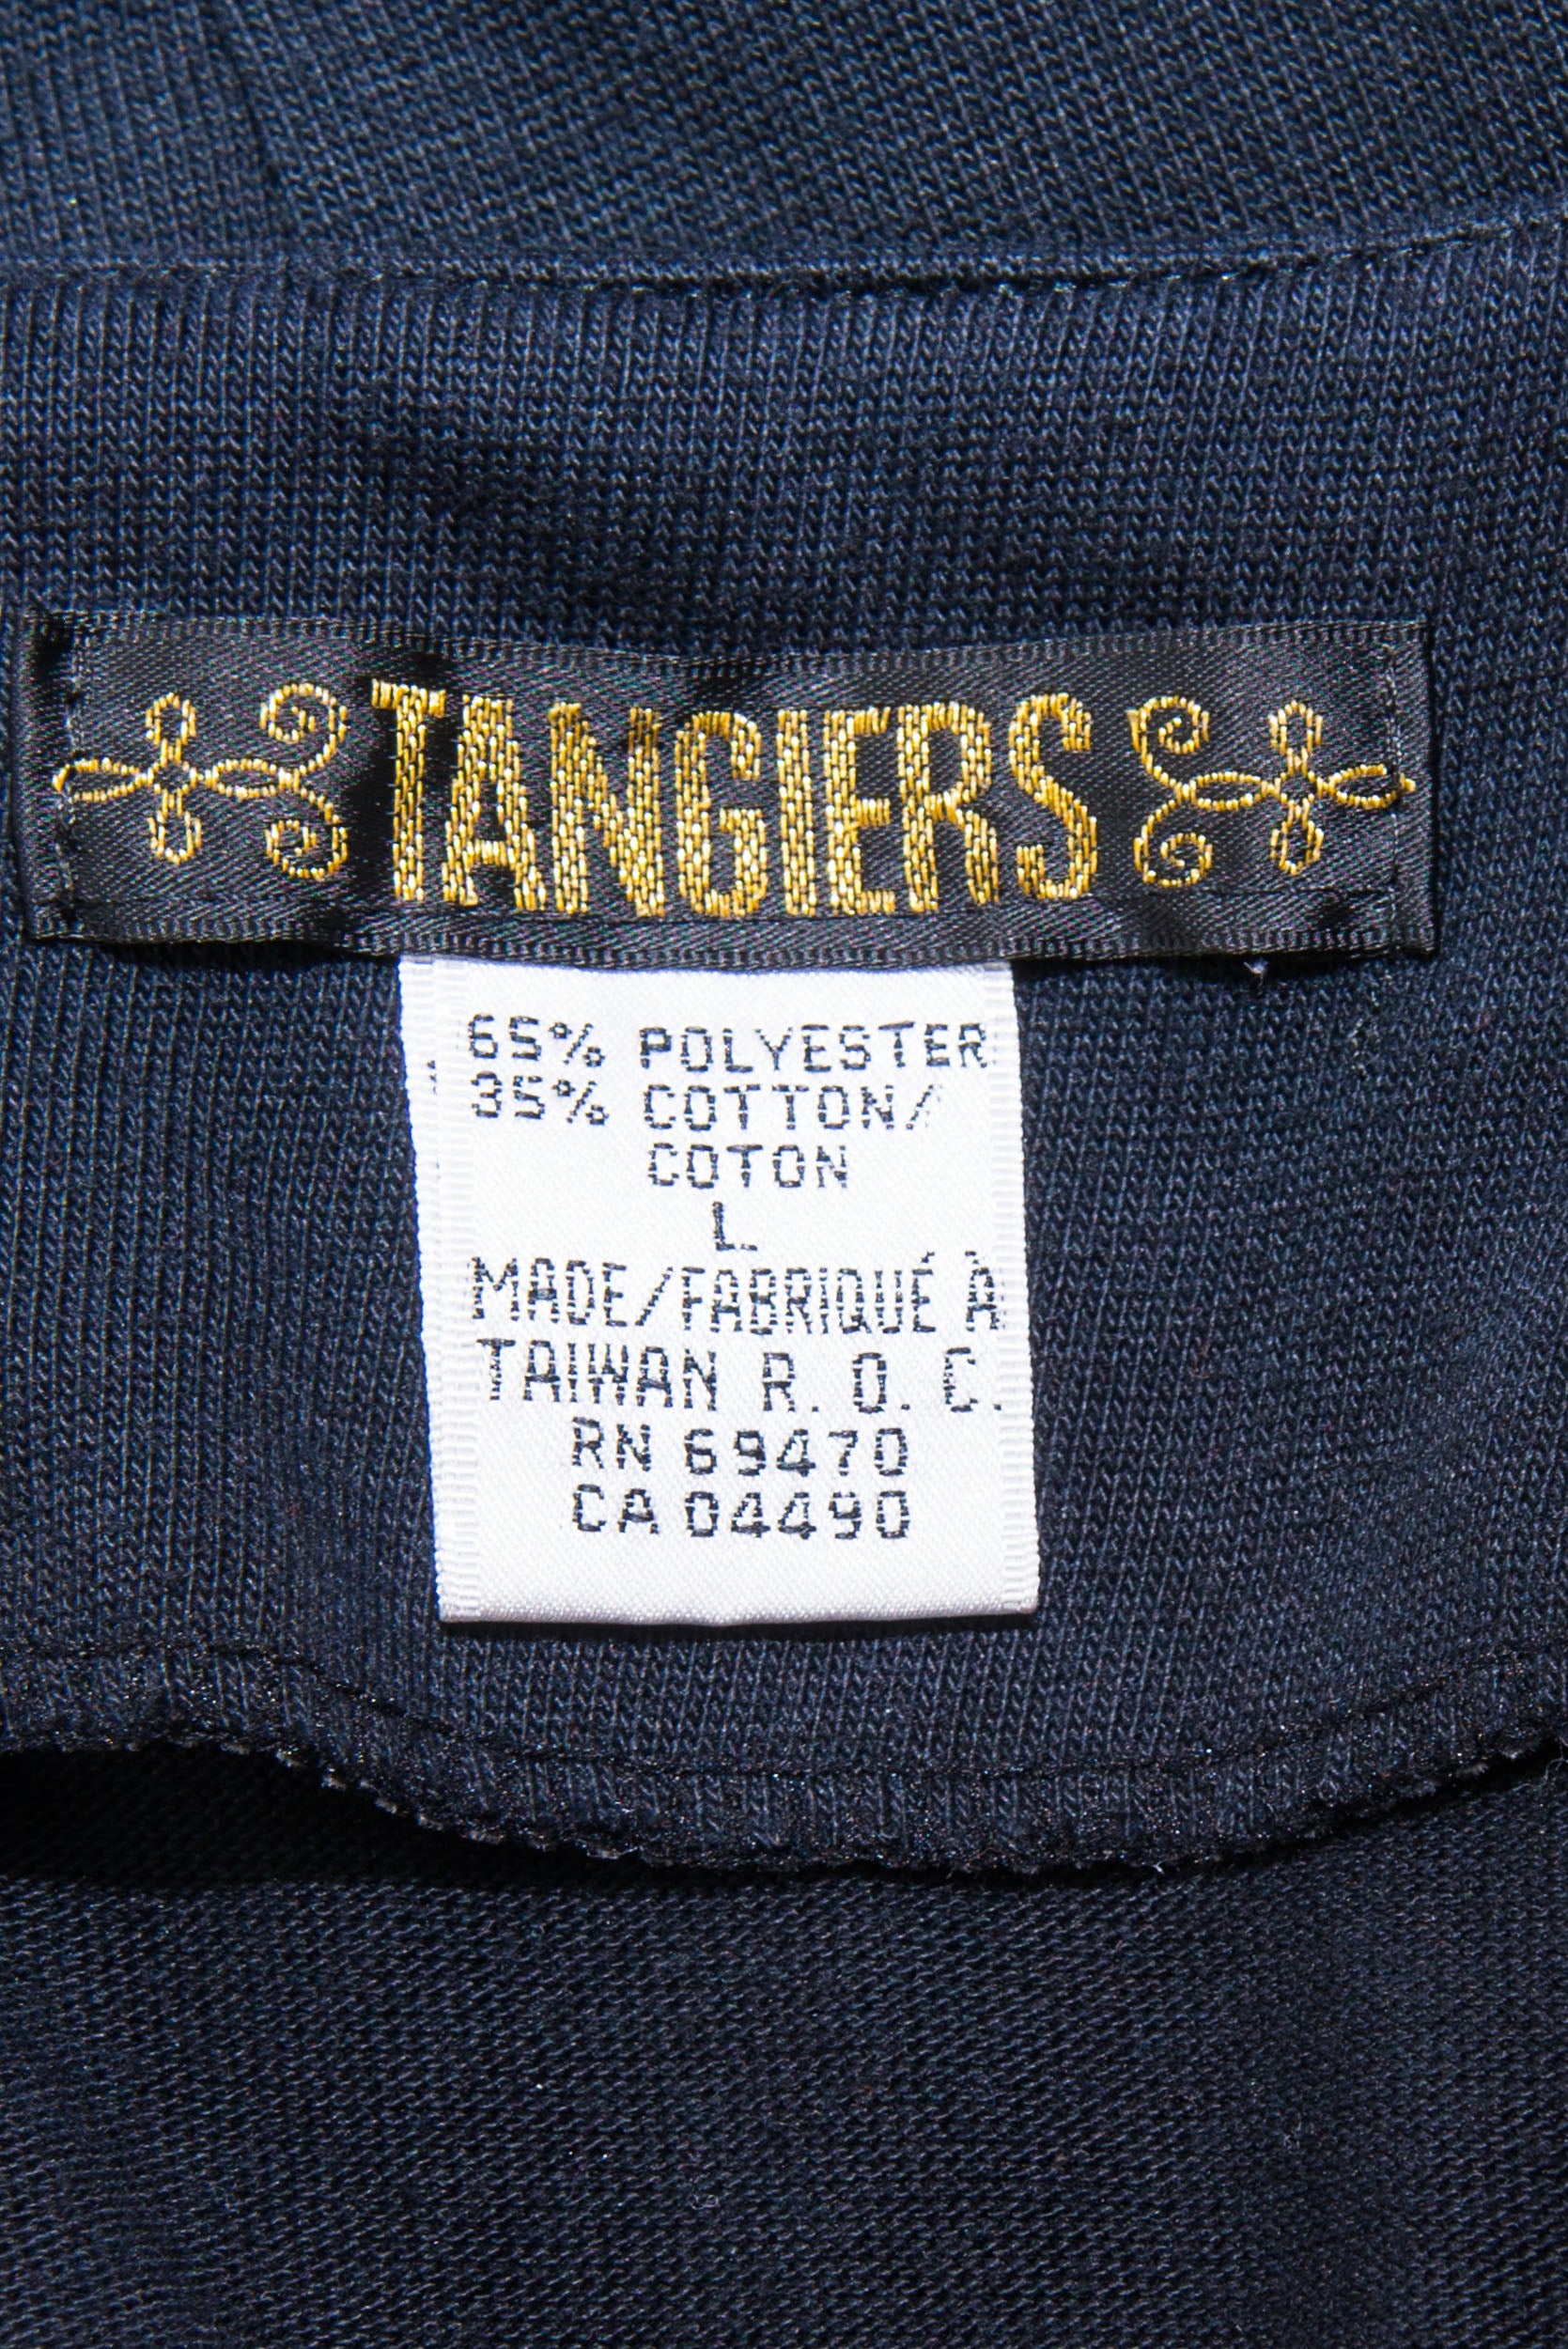 TANGIERS
65% POLYESTER
35% COTTON/
COTON
L
MADE/FABRIQUÉ À
TAIWAN R. O. C.
RN 69470
CA 04490